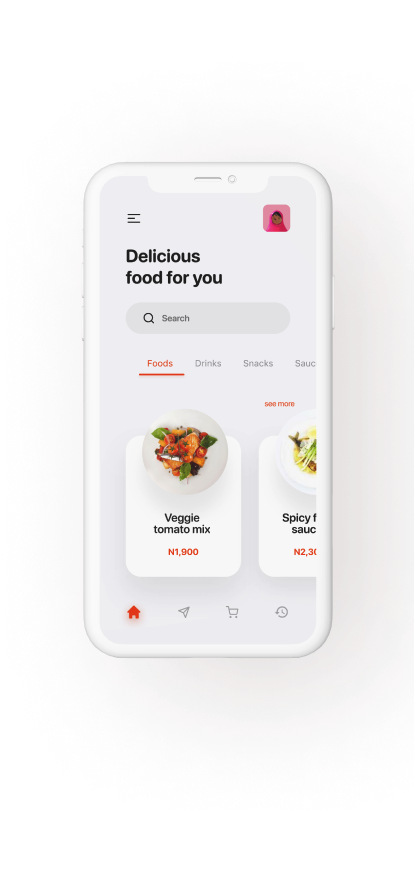 Delicious
food for you
Search
Foods Drinks Snacks Sauc
see more
Veggie
tomato mix
N1,900
Spicy f
sauc
N2,30